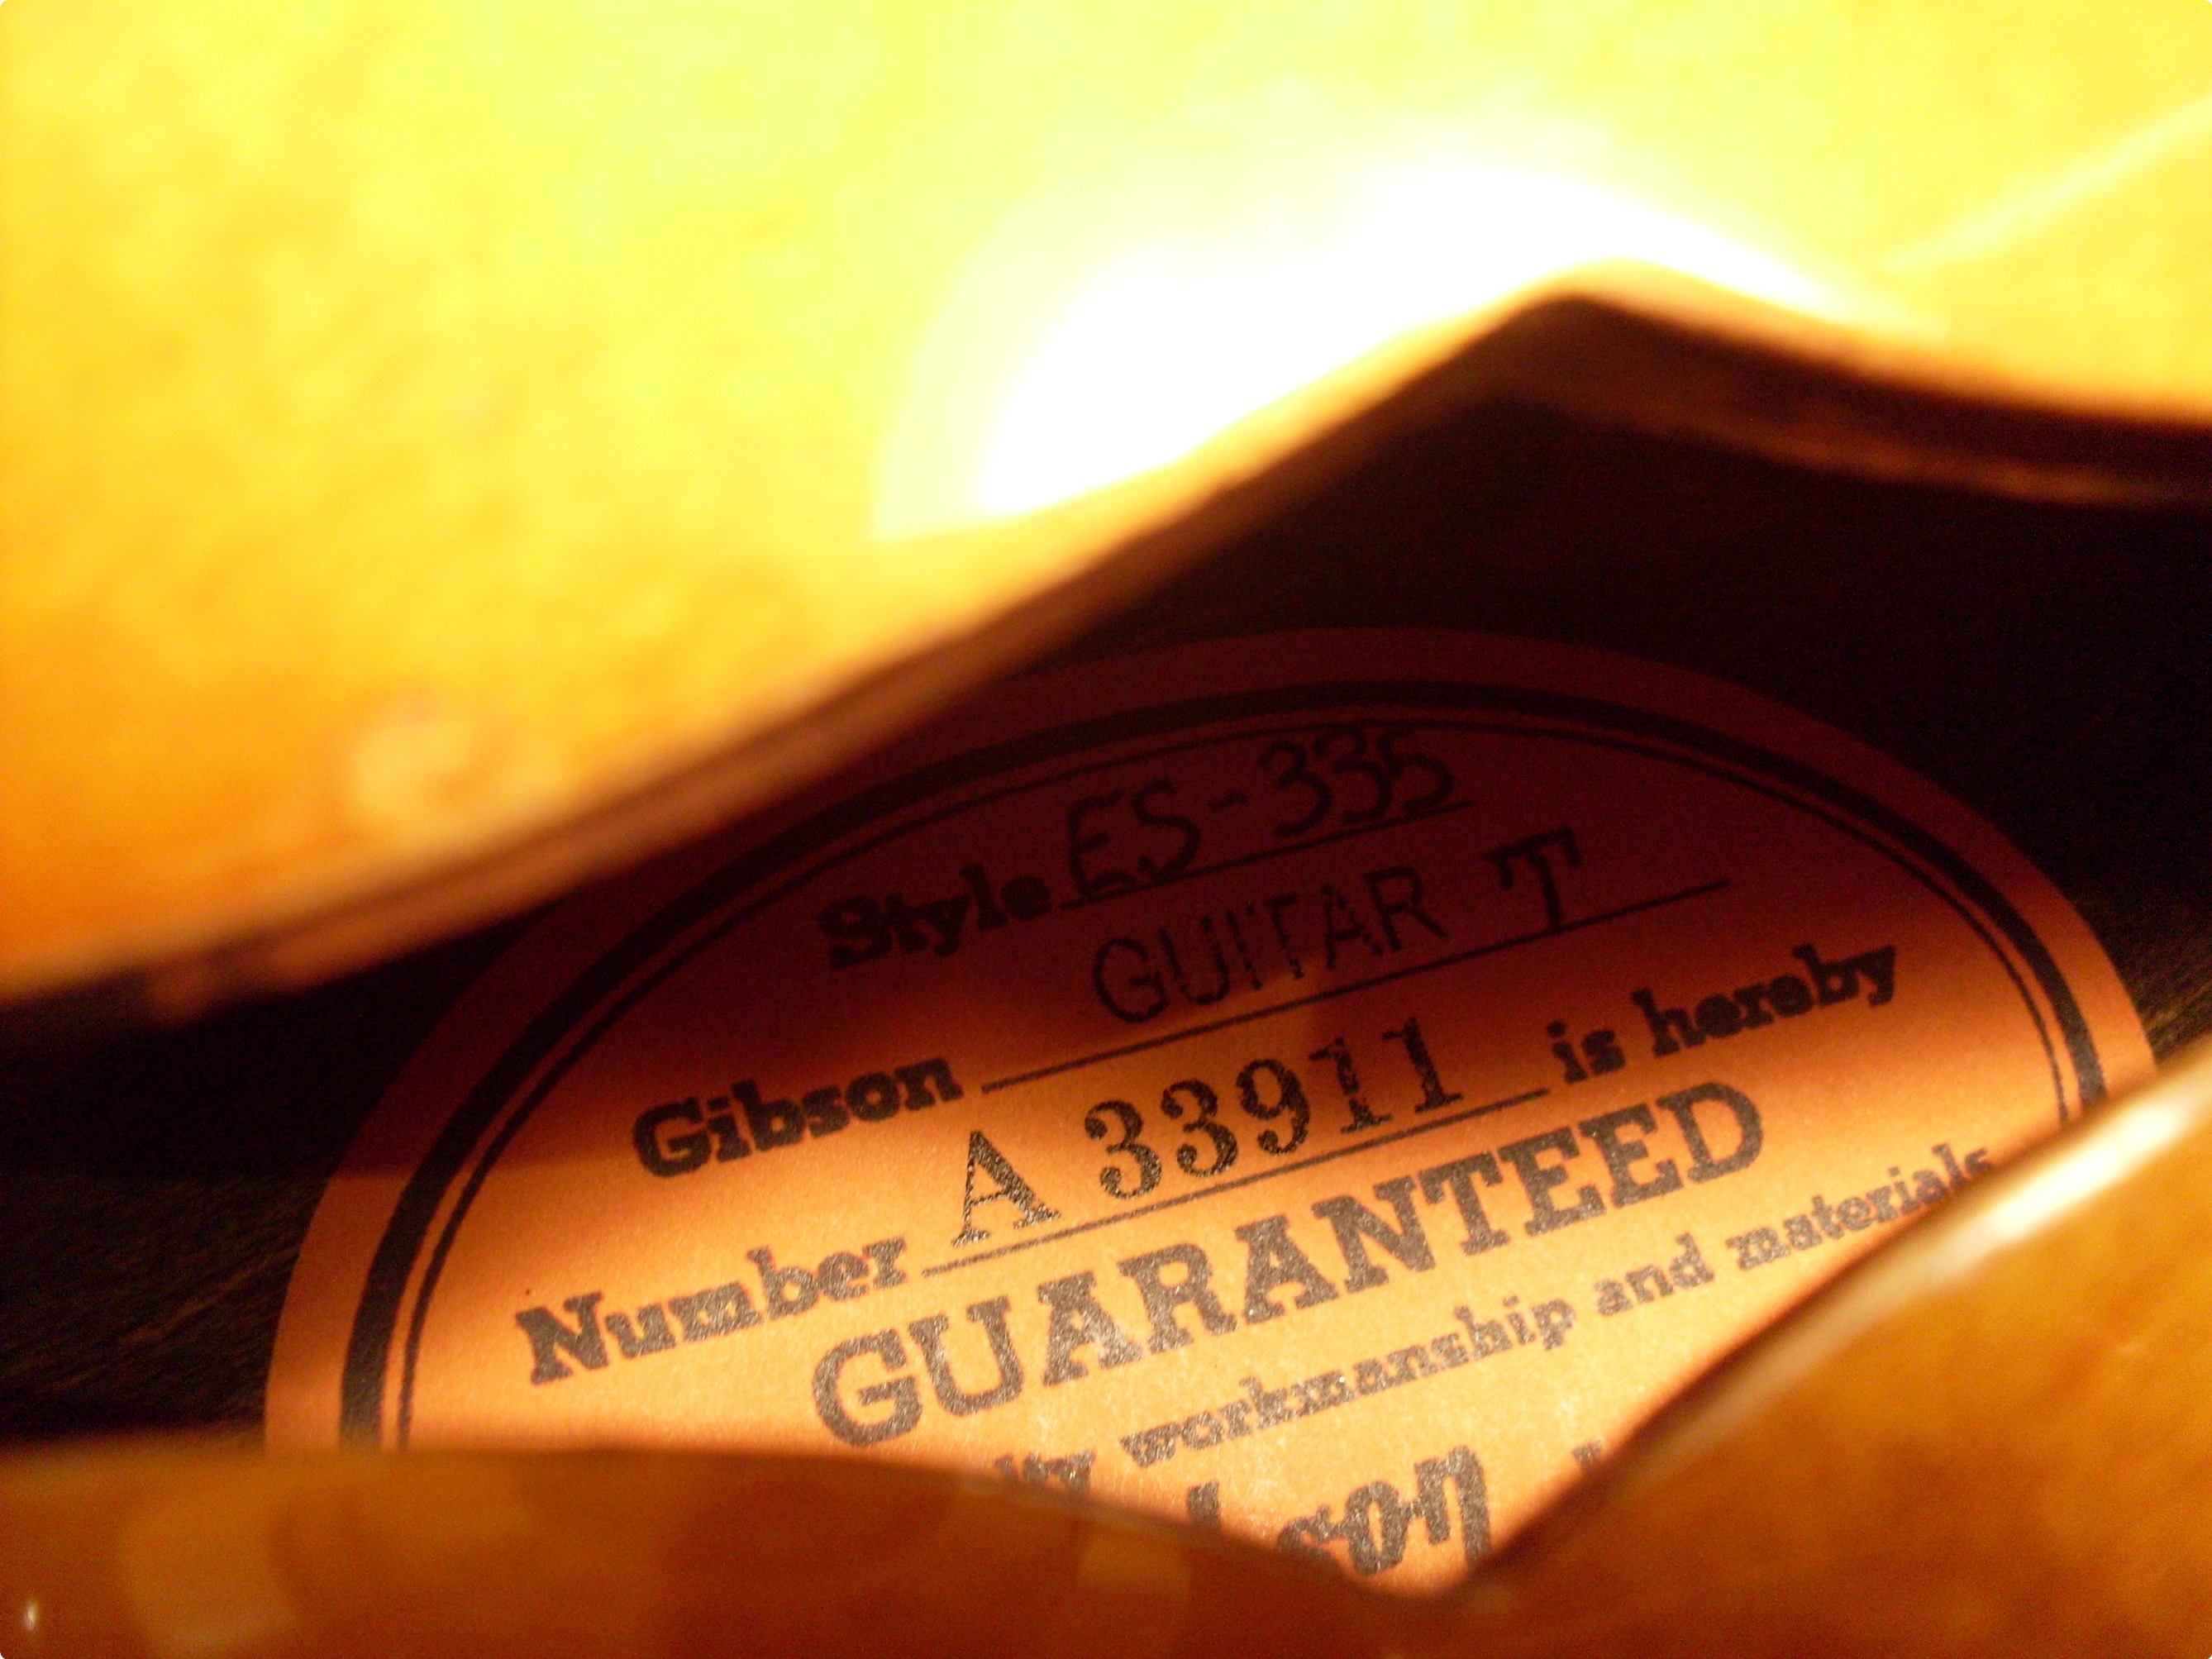 Style ES-335
Gibson GUITAR T
Number A 33911 is hereby
GUARANTEED
workmanship and materials